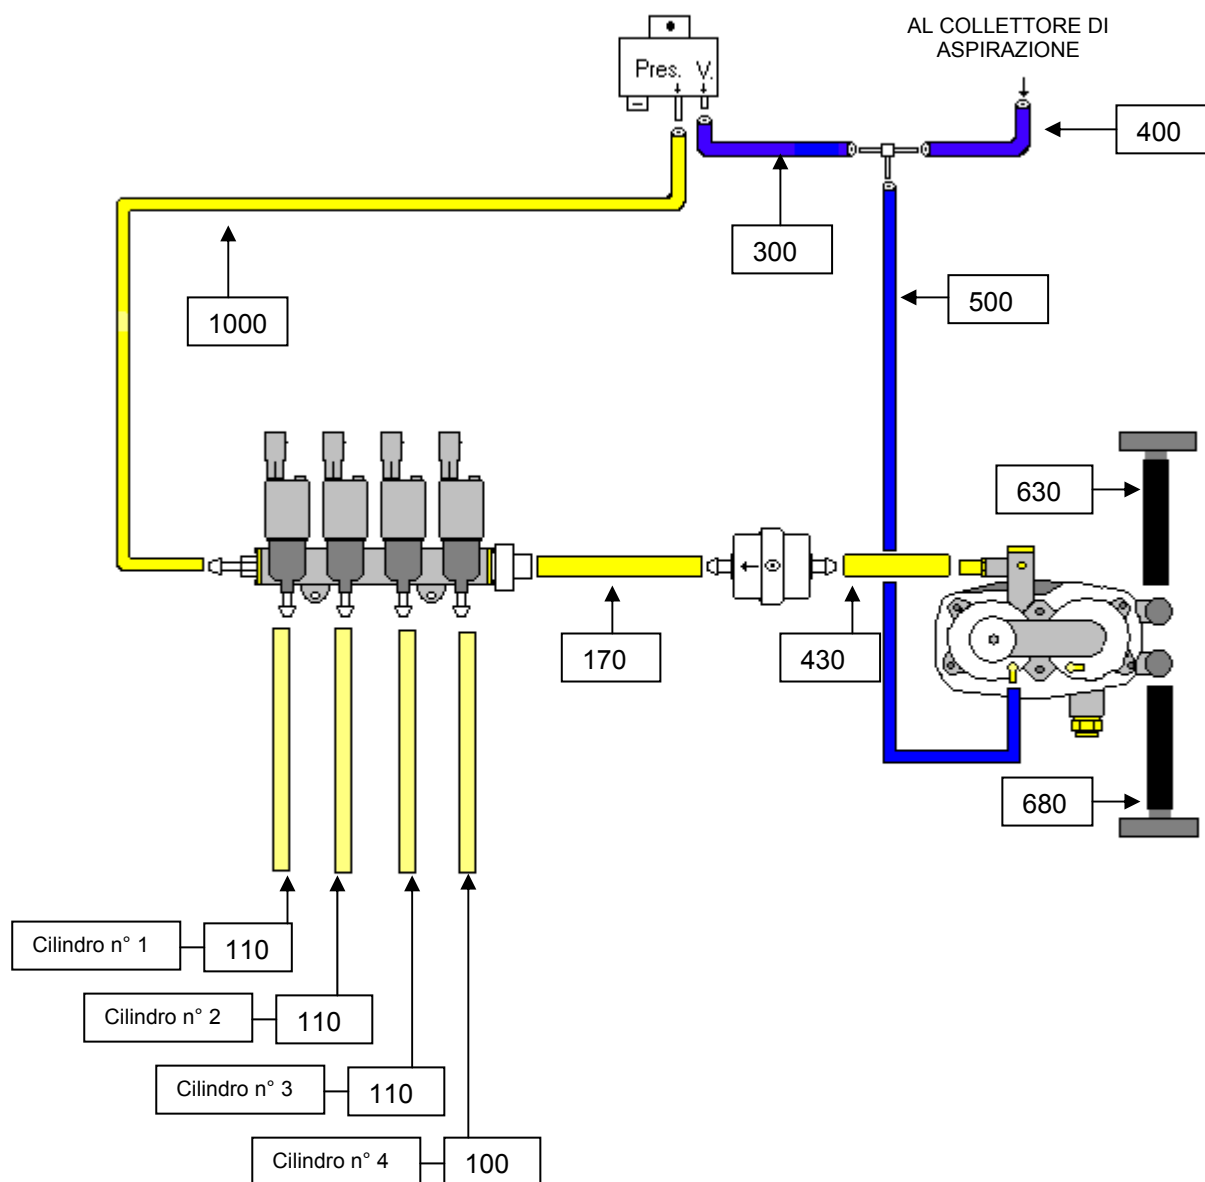 AL COLLETTORE DI
ASPIRAZIONE
Pres. V.
400
300
500
1000
630
170
430
680
Cilindro n° 1
110
Cilindro n° 2
110
Cilindro n° 3
110
Cilindro n° 4
100